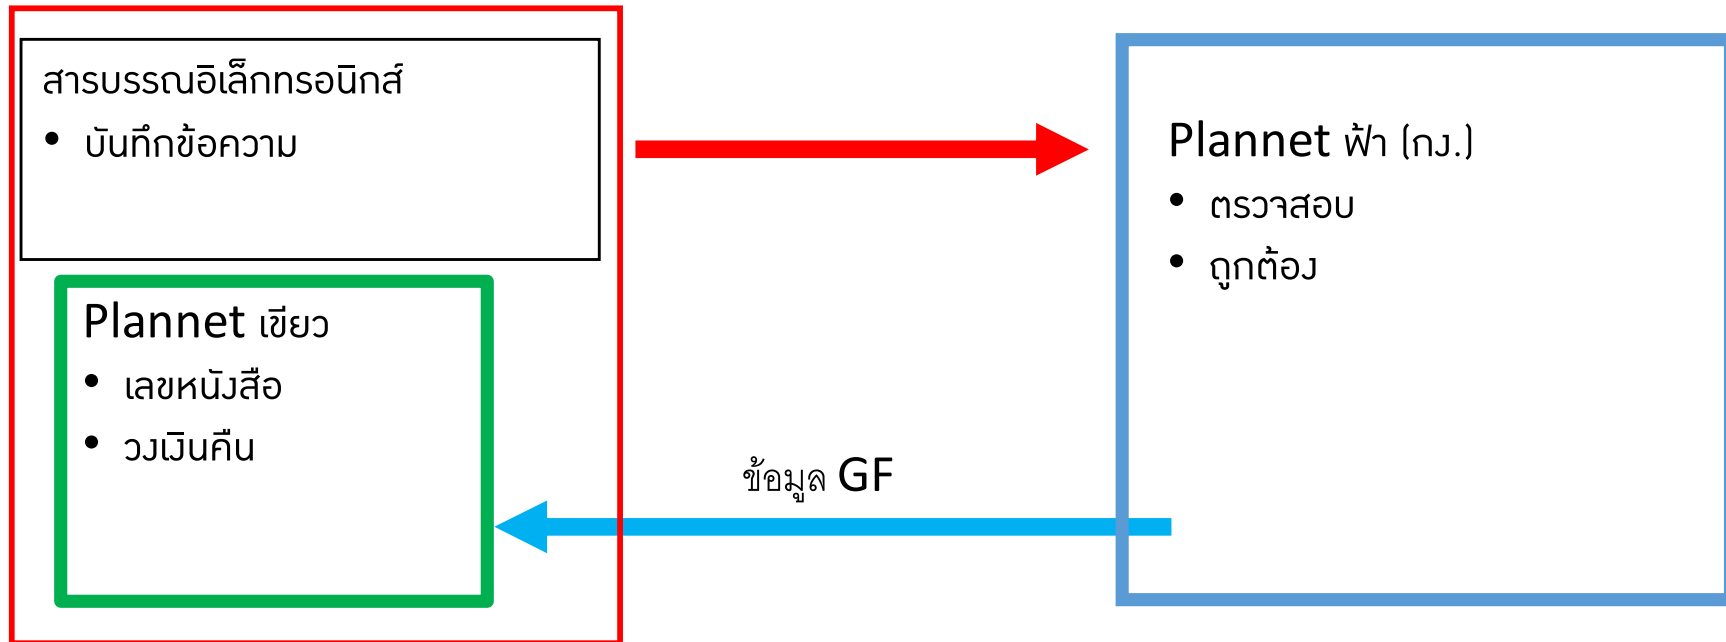 สารบรรณอิเล็กทรอนิกส์
• บันทึกข้อความ
Plannet เขียว
• เลขหนังสือ
• วงเงินคืน
ข้อมูล GF
Plannet ฟ้า (กง.)
• ตรวจสอบ
• ถูกต้อง